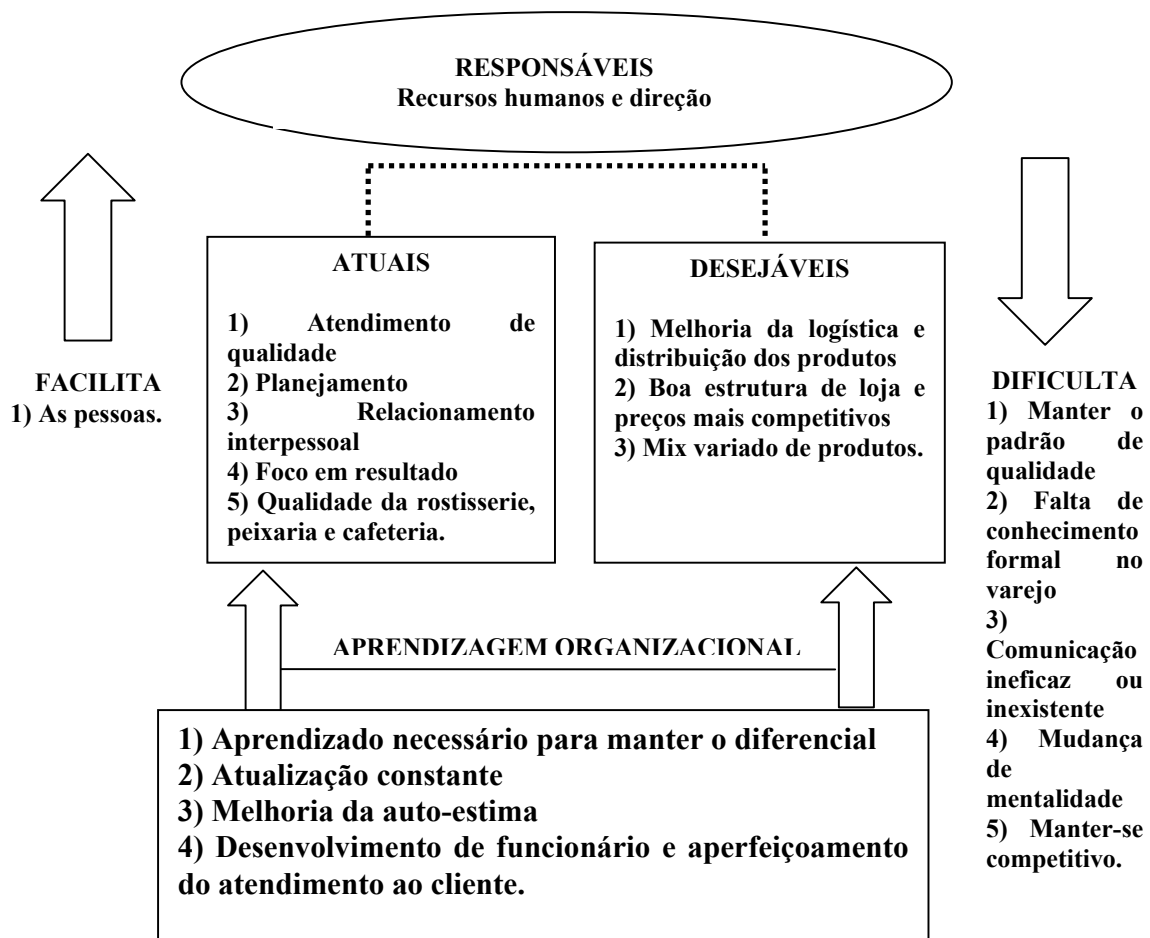 RESPONSÁVEIS
Recursos humanos e direção
ATUAIS
1) Atendimento de
qualidade
2) Planejamento
3) Relacionamento
interpessoal
4) Foco em resultado
5) Qualidade da rostisserie,
peixaria e cafeteria.
DESEJÁVEIS
1) Melhoria da logística e
distribuição dos produtos
2) Boa estrutura de loja e
preços mais competitivos
3) Mix variado de produtos.
FACILITA
1) As pessoas.
DIFICULTA
1) Manter o
padrão de
qualidade
2) Falta de
conhecimento
formal no
varejo
3)
Comunicação
ineficaz ou
inexistente
4) Mudança
de
mentalidade
5) Manter-se
competitivo.
APRENDIZAGEM ORGANIZACIONAL
1) Aprendizado necessário para manter o diferencial
2) Atualização constante
3) Melhoria da auto-estima
4) Desenvolvimento de funcionário e aperfeiçoamento
do atendimento ao cliente.